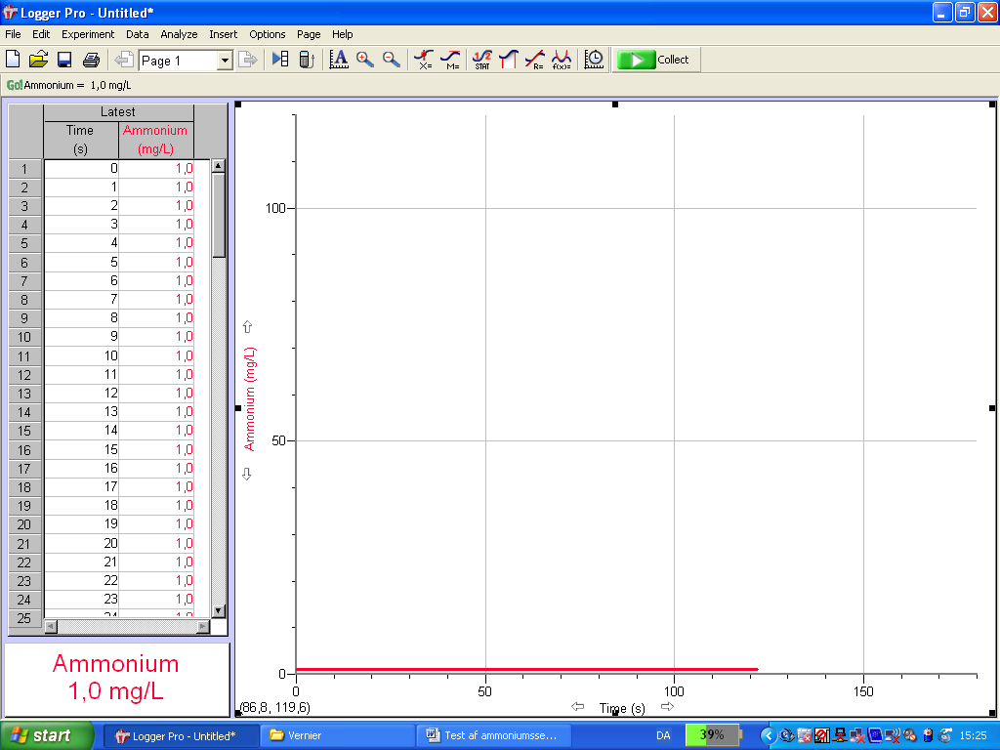 Logger Pro - Untitled*
File Edit Experiment Data Analyze Insert Options Page Help
Page 1
A
X= M= STAT R= f(x)=
Collect
Go! Ammonium = 1,0 mg/L
Latest
Time (s) Ammonium (mg/L)
1 0 1,0
2 1 1,0
3 2 1,0
4 3 1,0
5 4 1,0
6 5 1,0
7 6 1,0
8 7 1,0
9 8 1,0
10 9 1,0
11 10 1,0
12 11 1,0
13 12 1,0
14 13 1,0
15 14 1,0
16 15 1,0
17 16 1,0
18 17 1,0
19 18 1,0
20 19 1,0
21 20 1,0
22 21 1,0
23 22 1,0
24 23 1,0
25 24 1,0
Ammonium
1,0 mg/L
Ammonium (mg/L)
100
50
0
0 50 100 150
(86,8, 119,6)
Time (s)
start
Logger Pro - Untitled*
Vernier
Test af ammoniumsse...
DA
39%
15:25